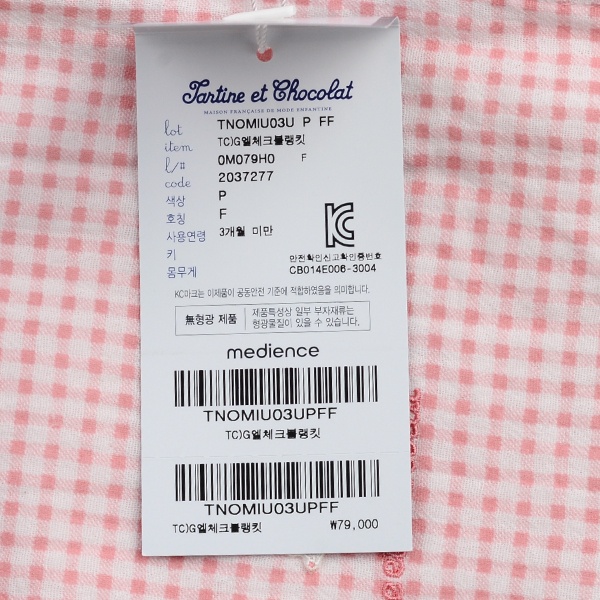 Tartine et Chocolat
MAISON FRANÇAISE DE MODE ENFANTINE
lot TNOMIU03U P FF
item TC)G엘체크블랭킷
l/# 0M079H0 F
code 2037277
색상 P
호칭 F
사용연령 3개월 미만
키
몸무게
안전확인신고확인증번호
CB014E006-3004
KC마크는 이제품이 공통안전 기준에 적합하였음을 의미합니다.
無형광 제품
제품특성상 일부 부자재류는
형광물질이 있을 수 있습니다.
medience
TNOMIU03UPFF
TC)G엘체크블랭킷
TNOMIU03UPFF
TC)G엘체크블랭킷 ₩79,000